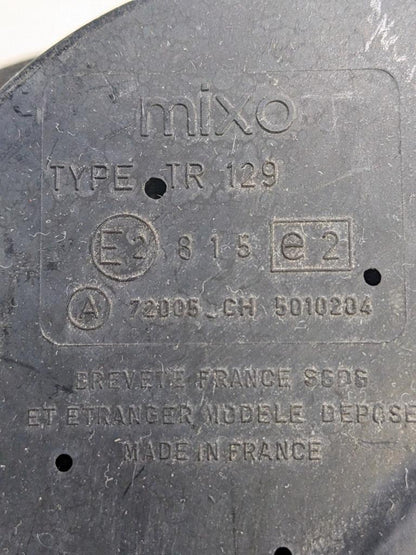 mixo
TYPE TR 129
E2 815 e2
A 72005 CH 5010204
BREVETE FRANCE SGDG
ET ETRANGER MODELE DEPOSE
MADE IN FRANCE